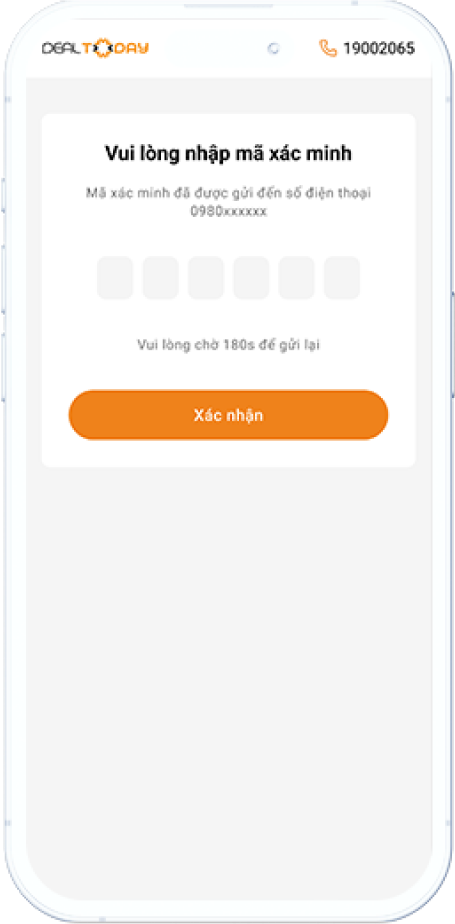 DEALTODAY
19002065
Vui lòng nhập mã xác minh
Mã xác minh đã được gửi đến số điện thoại
0980xxxxxx
Vui lòng chờ 180s để gửi lại
Xác nhận